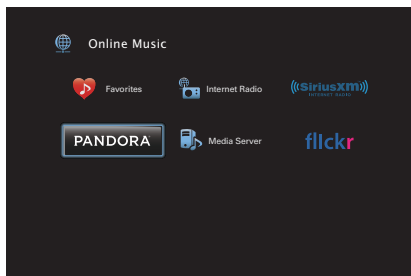 Online Music
Favorites
Internet Radio
((SiriusXM))
INTERNET RADIO
PANDORA
Media Server
flIckr